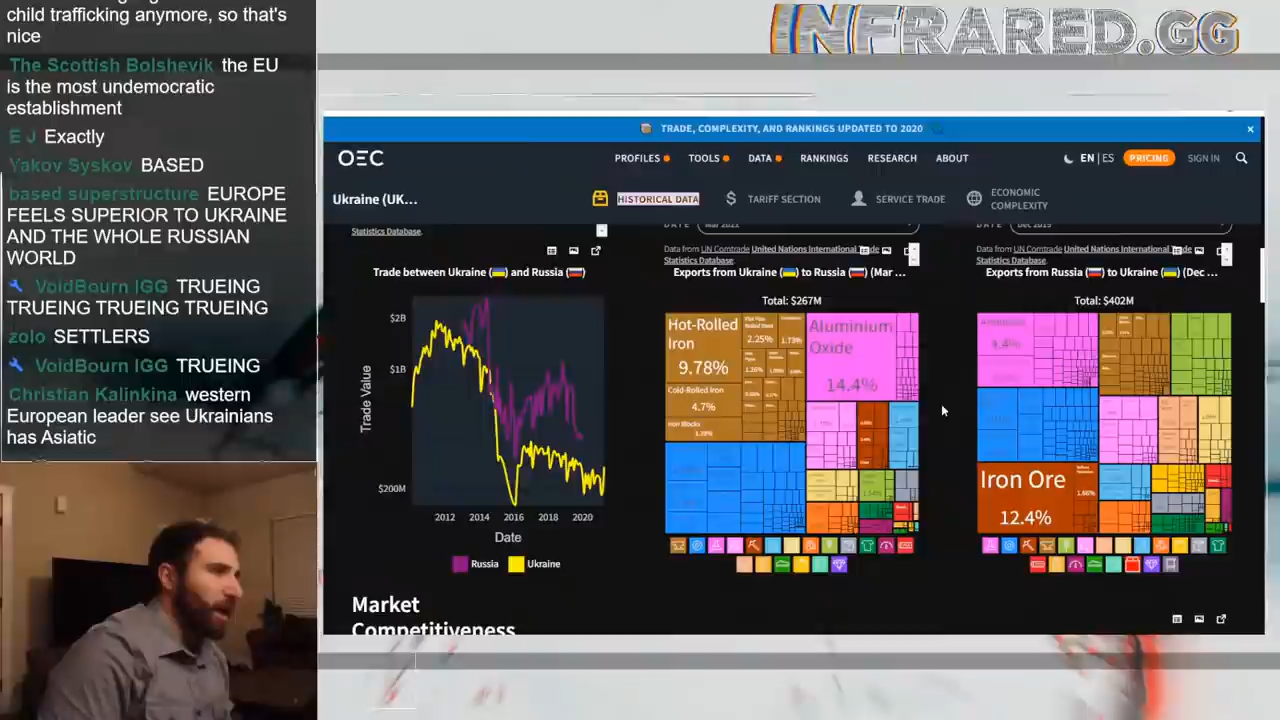 child trafficking anymore, so that's
nice
The Scottish Bolshevik the EU
is the most undemocratic
establishment
E J Exactly
Yakov Syskov BASED
based superstructure EUROPE
FEELS SUPERIOR TO UKRAINE
AND THE WHOLE RUSSIAN
WORLD
VoidBourn IGG TRUEING
TRUEING TRUEING TRUEING
zolo SETTLERS
VoidBourn IGG TRUEING
Christian Kalinkina western
European leader see Ukrainians
has Asiatic
INFRARED.GG
TRADE, COMPLEXITY, AND RANKINGS UPDATED TO 2020
×
OEC
PROFILES
TOOLS
DATA
RANKINGS
RESEARCH
ABOUT
EN | ES
PRICING
SIGN IN
Ukraine (UK...
HISTORICAL DATA
TARIFF SECTION
SERVICE TRADE
ECONOMIC
COMPLEXITY
Statistics Database.
Trade between Ukraine and Russia
$2B
$1B
$200M
Trade Value
2012
2014
2016
2018
2020
Date
Russia
Ukraine
Data from UN Comtrade United Nations International Trade
Statistics Database.
Exports from Ukraine to Russia (Mar ...
Total: $267M
Hot-Rolled
Iron
9.78%
2.25%
1.73%
Cold-Rolled Iron
4.7%
Iron Blocks
Aluminium
Oxide
14.4%
Data from UN Comtrade United Nations International Trade
Statistics Database.
Exports from Russia to Ukraine (Dec ...
Total: $402M
Iron Ore
12.4%
Market
Competitiveness